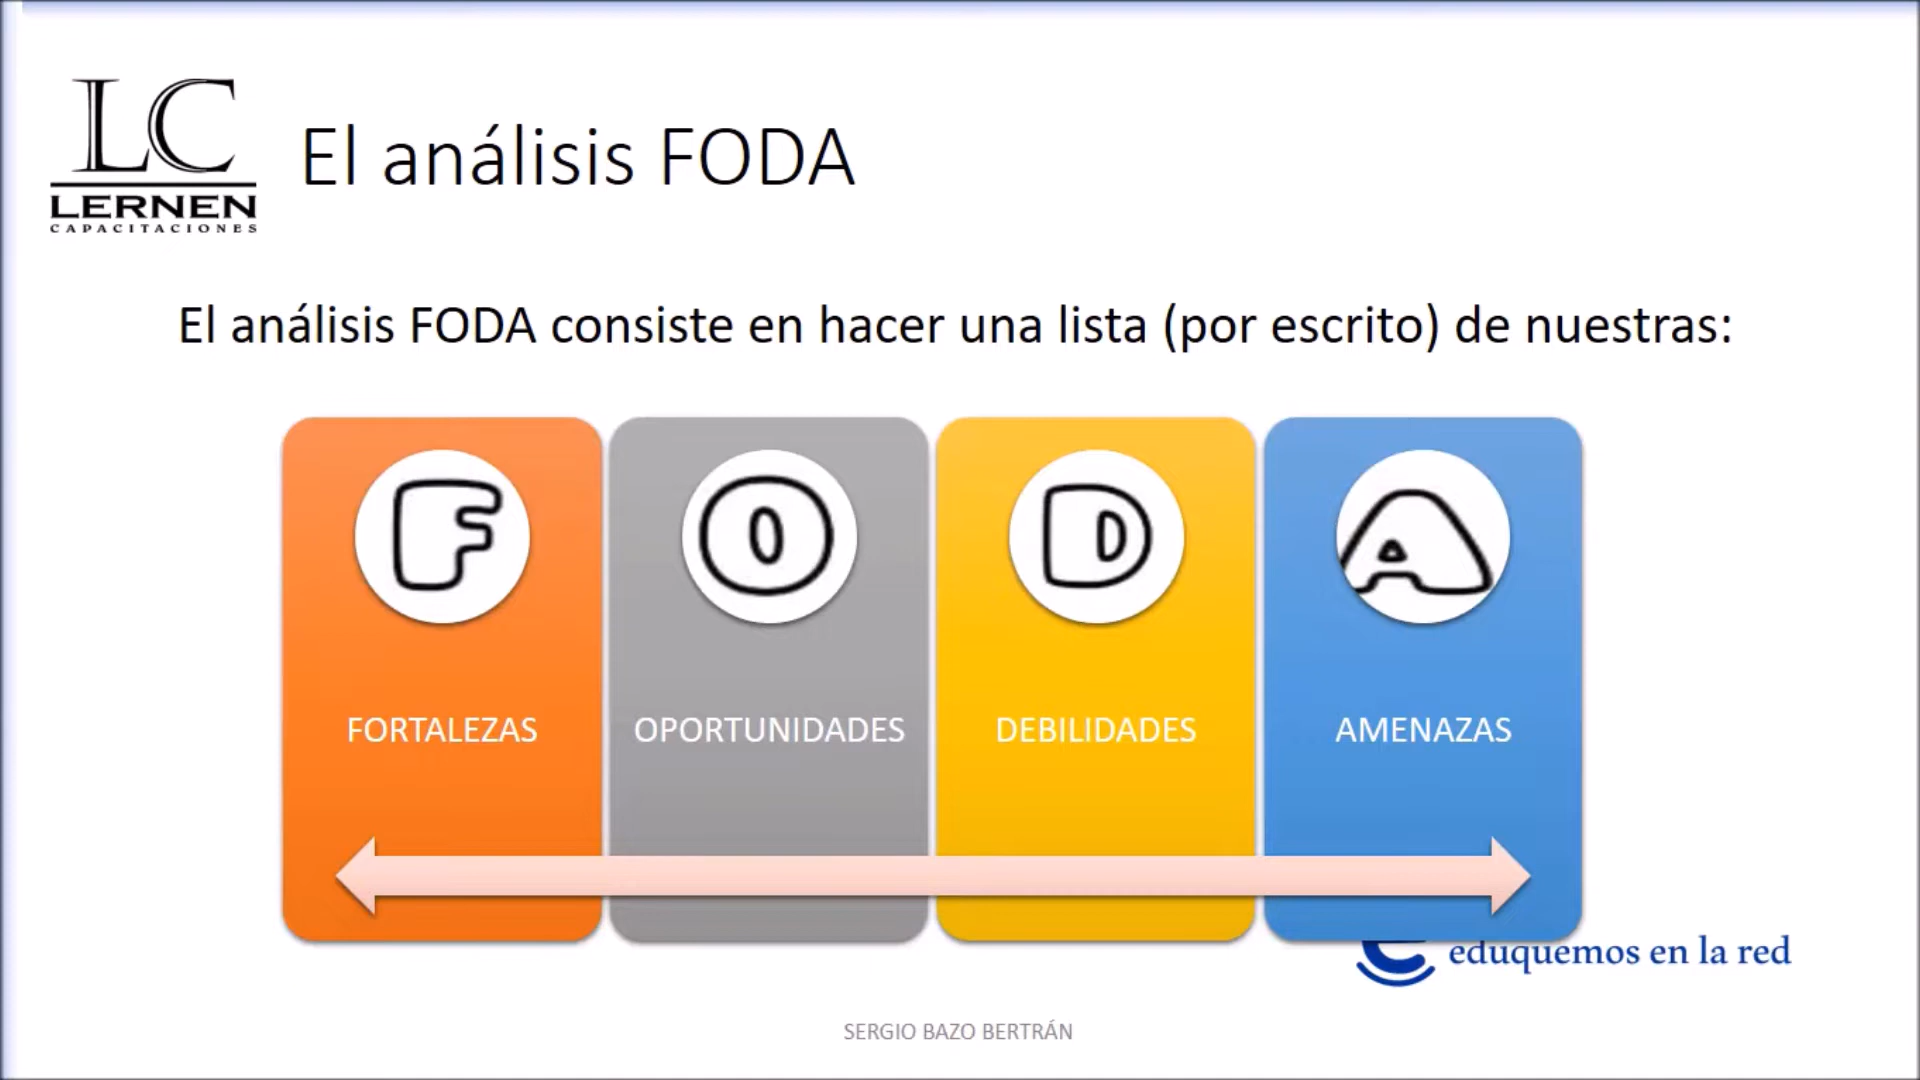 LC
LERNEN
CAPACITACIONES
El análisis FODA
El análisis FODA consiste en hacer una lista (por escrito) de nuestras:
F
O
D
A
FORTALEZAS
OPORTUNIDADES
DEBILIDADES
AMENAZAS
eduquemos en la red
SERGIO BAZO BERTRÁN